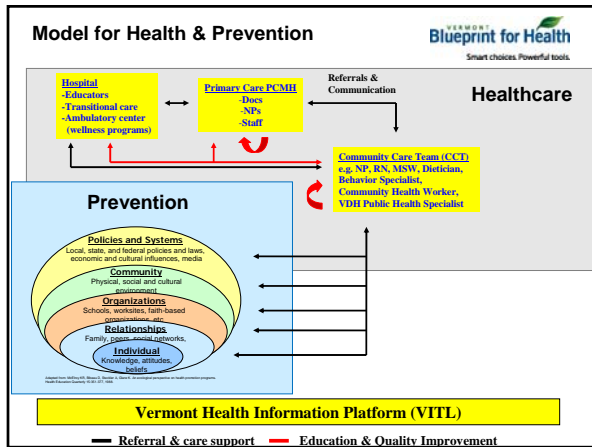 Model for Health & Prevention
VERMONT
Blueprint for Health
Smart choices. Powerful tools.
Healthcare
Hospital
-Educators
-Transitional care
-Ambulatory center
(wellness programs)
Primary Care PCMH
-Docs
-NPs
-Staff
Referrals &
Communication
Community Care Team (CCT)
e.g. NP, RN, MSW, Dietician,
Behavior Specialist,
Community Health Worker,
VDH Public Health Specialist
Prevention
Policies and Systems
Local, state, and federal policies and laws,
economic and cultural influences, media
Community
Physical, social and cultural
environment
Organizations
Schools, worksites, faith-based
organizations, etc
Relationships
Family, peers, social networks,
Individual
Knowledge, attitudes,
beliefs
Health Education Quarterly
Vermont Health Information Platform (VITL)
Referral & care support
Education & Quality Improvement